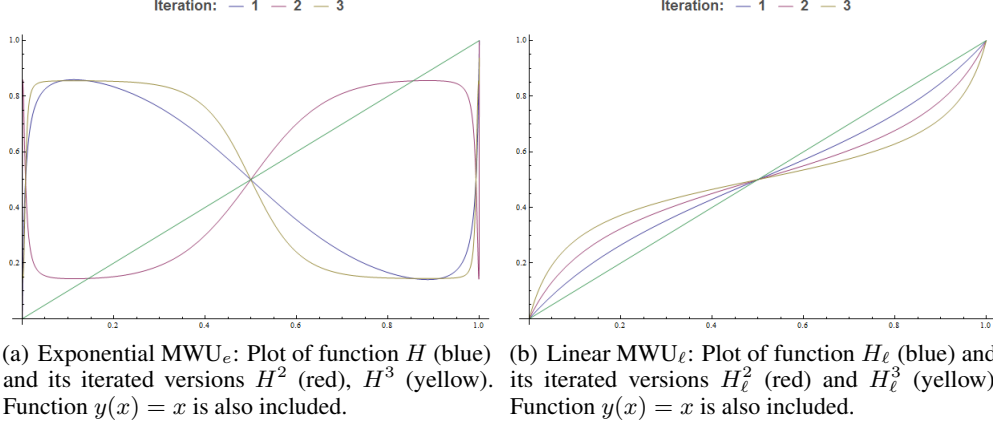 Iteration: — 1 — 2 — 3
1.0
0.8
0.6
0.4
0.2
0.2 0.4 0.6 0.8 1.0
(a) Exponential MWUₑ: Plot of function H (blue)
and its iterated versions H² (red), H³ (yellow).
Function y(x) = x is also included.
Iteration: — 1 — 2 — 3
1.0
0.8
0.6
0.4
0.2
0.2 0.4 0.6 0.8 1.0
(b) Linear MWUℓ: Plot of function Hℓ (blue) and
its iterated versions Hℓ² (red) and Hℓ³ (yellow)
Function y(x) = x is also included.